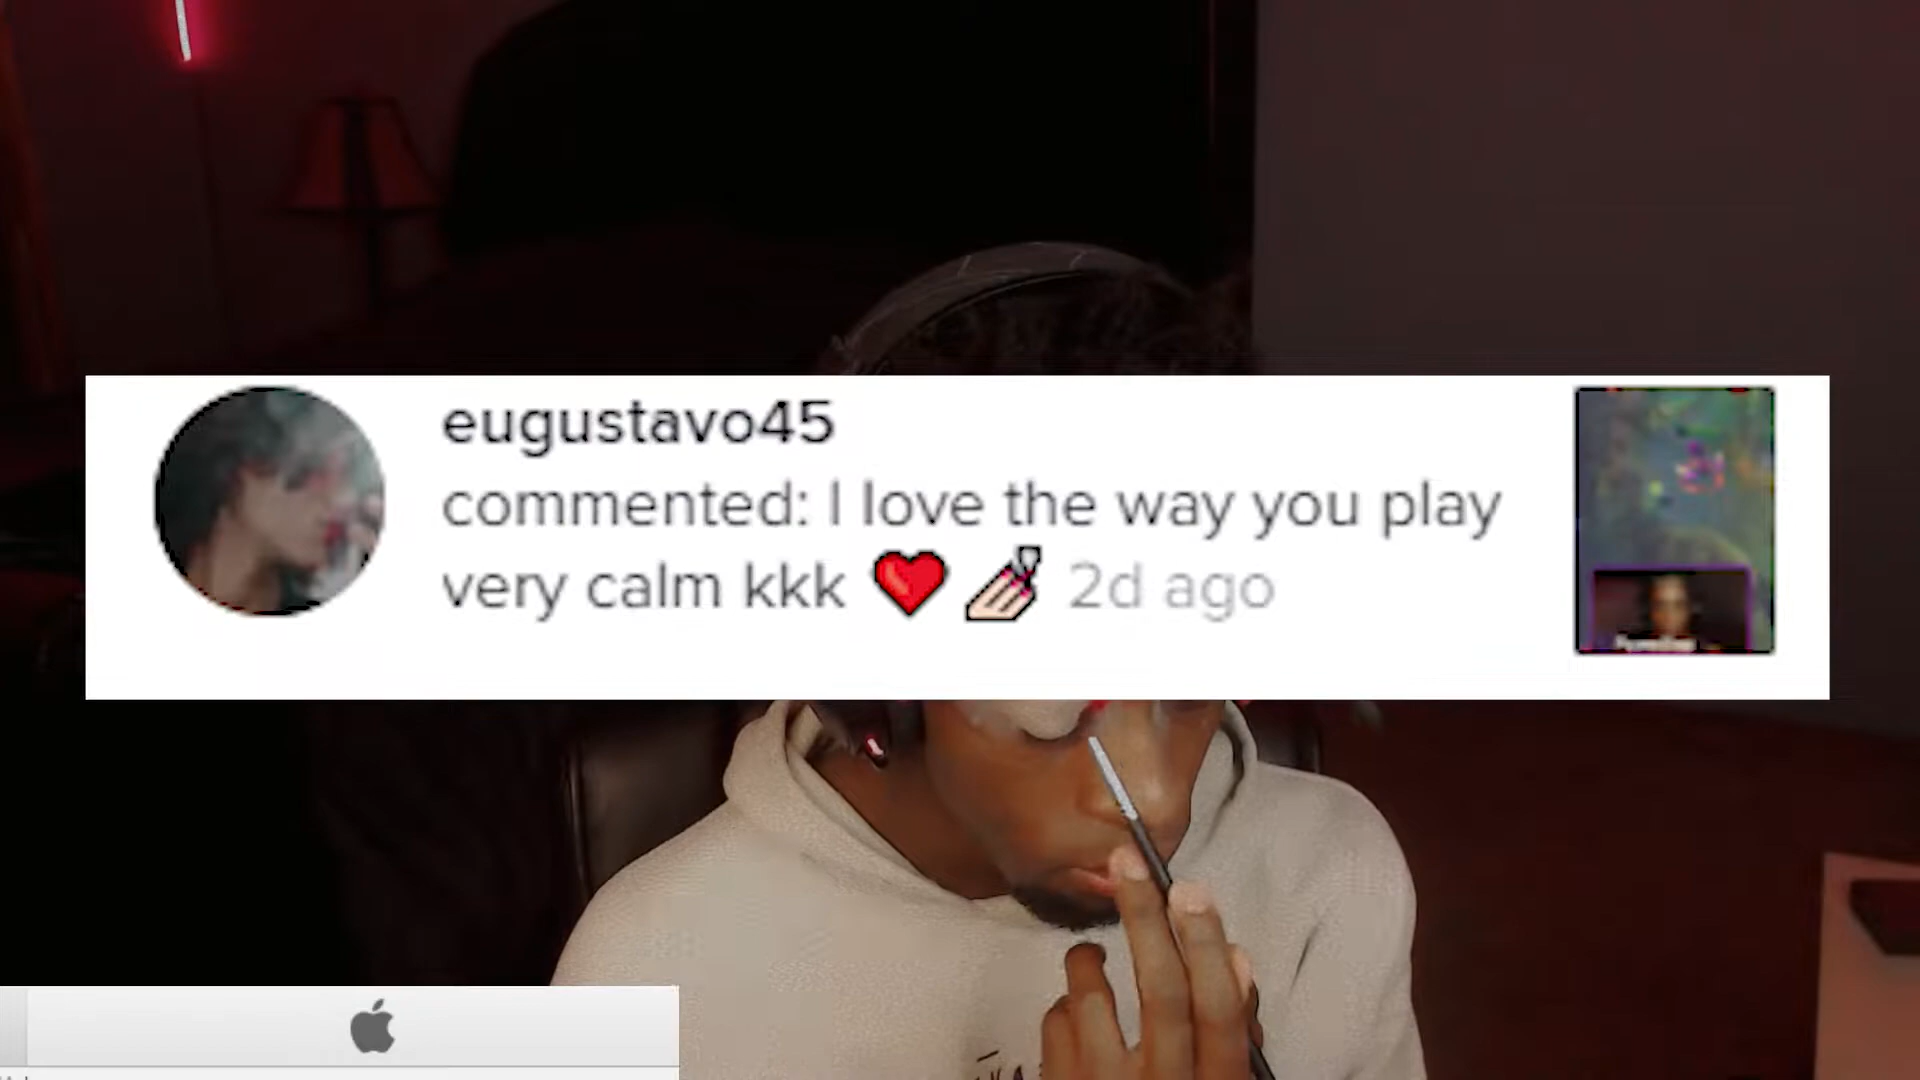 eugustavo45
commented: I love the way you play
very calm kkk ❤️ 💅🏻 2d ago